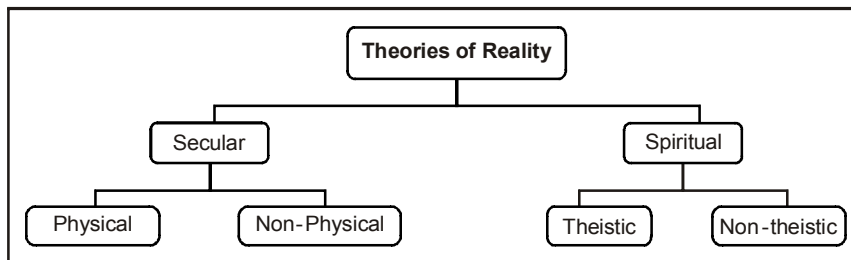 Theories of Reality
Secular
Spiritual
Physical
Non-Physical
Theistic
Non-theistic